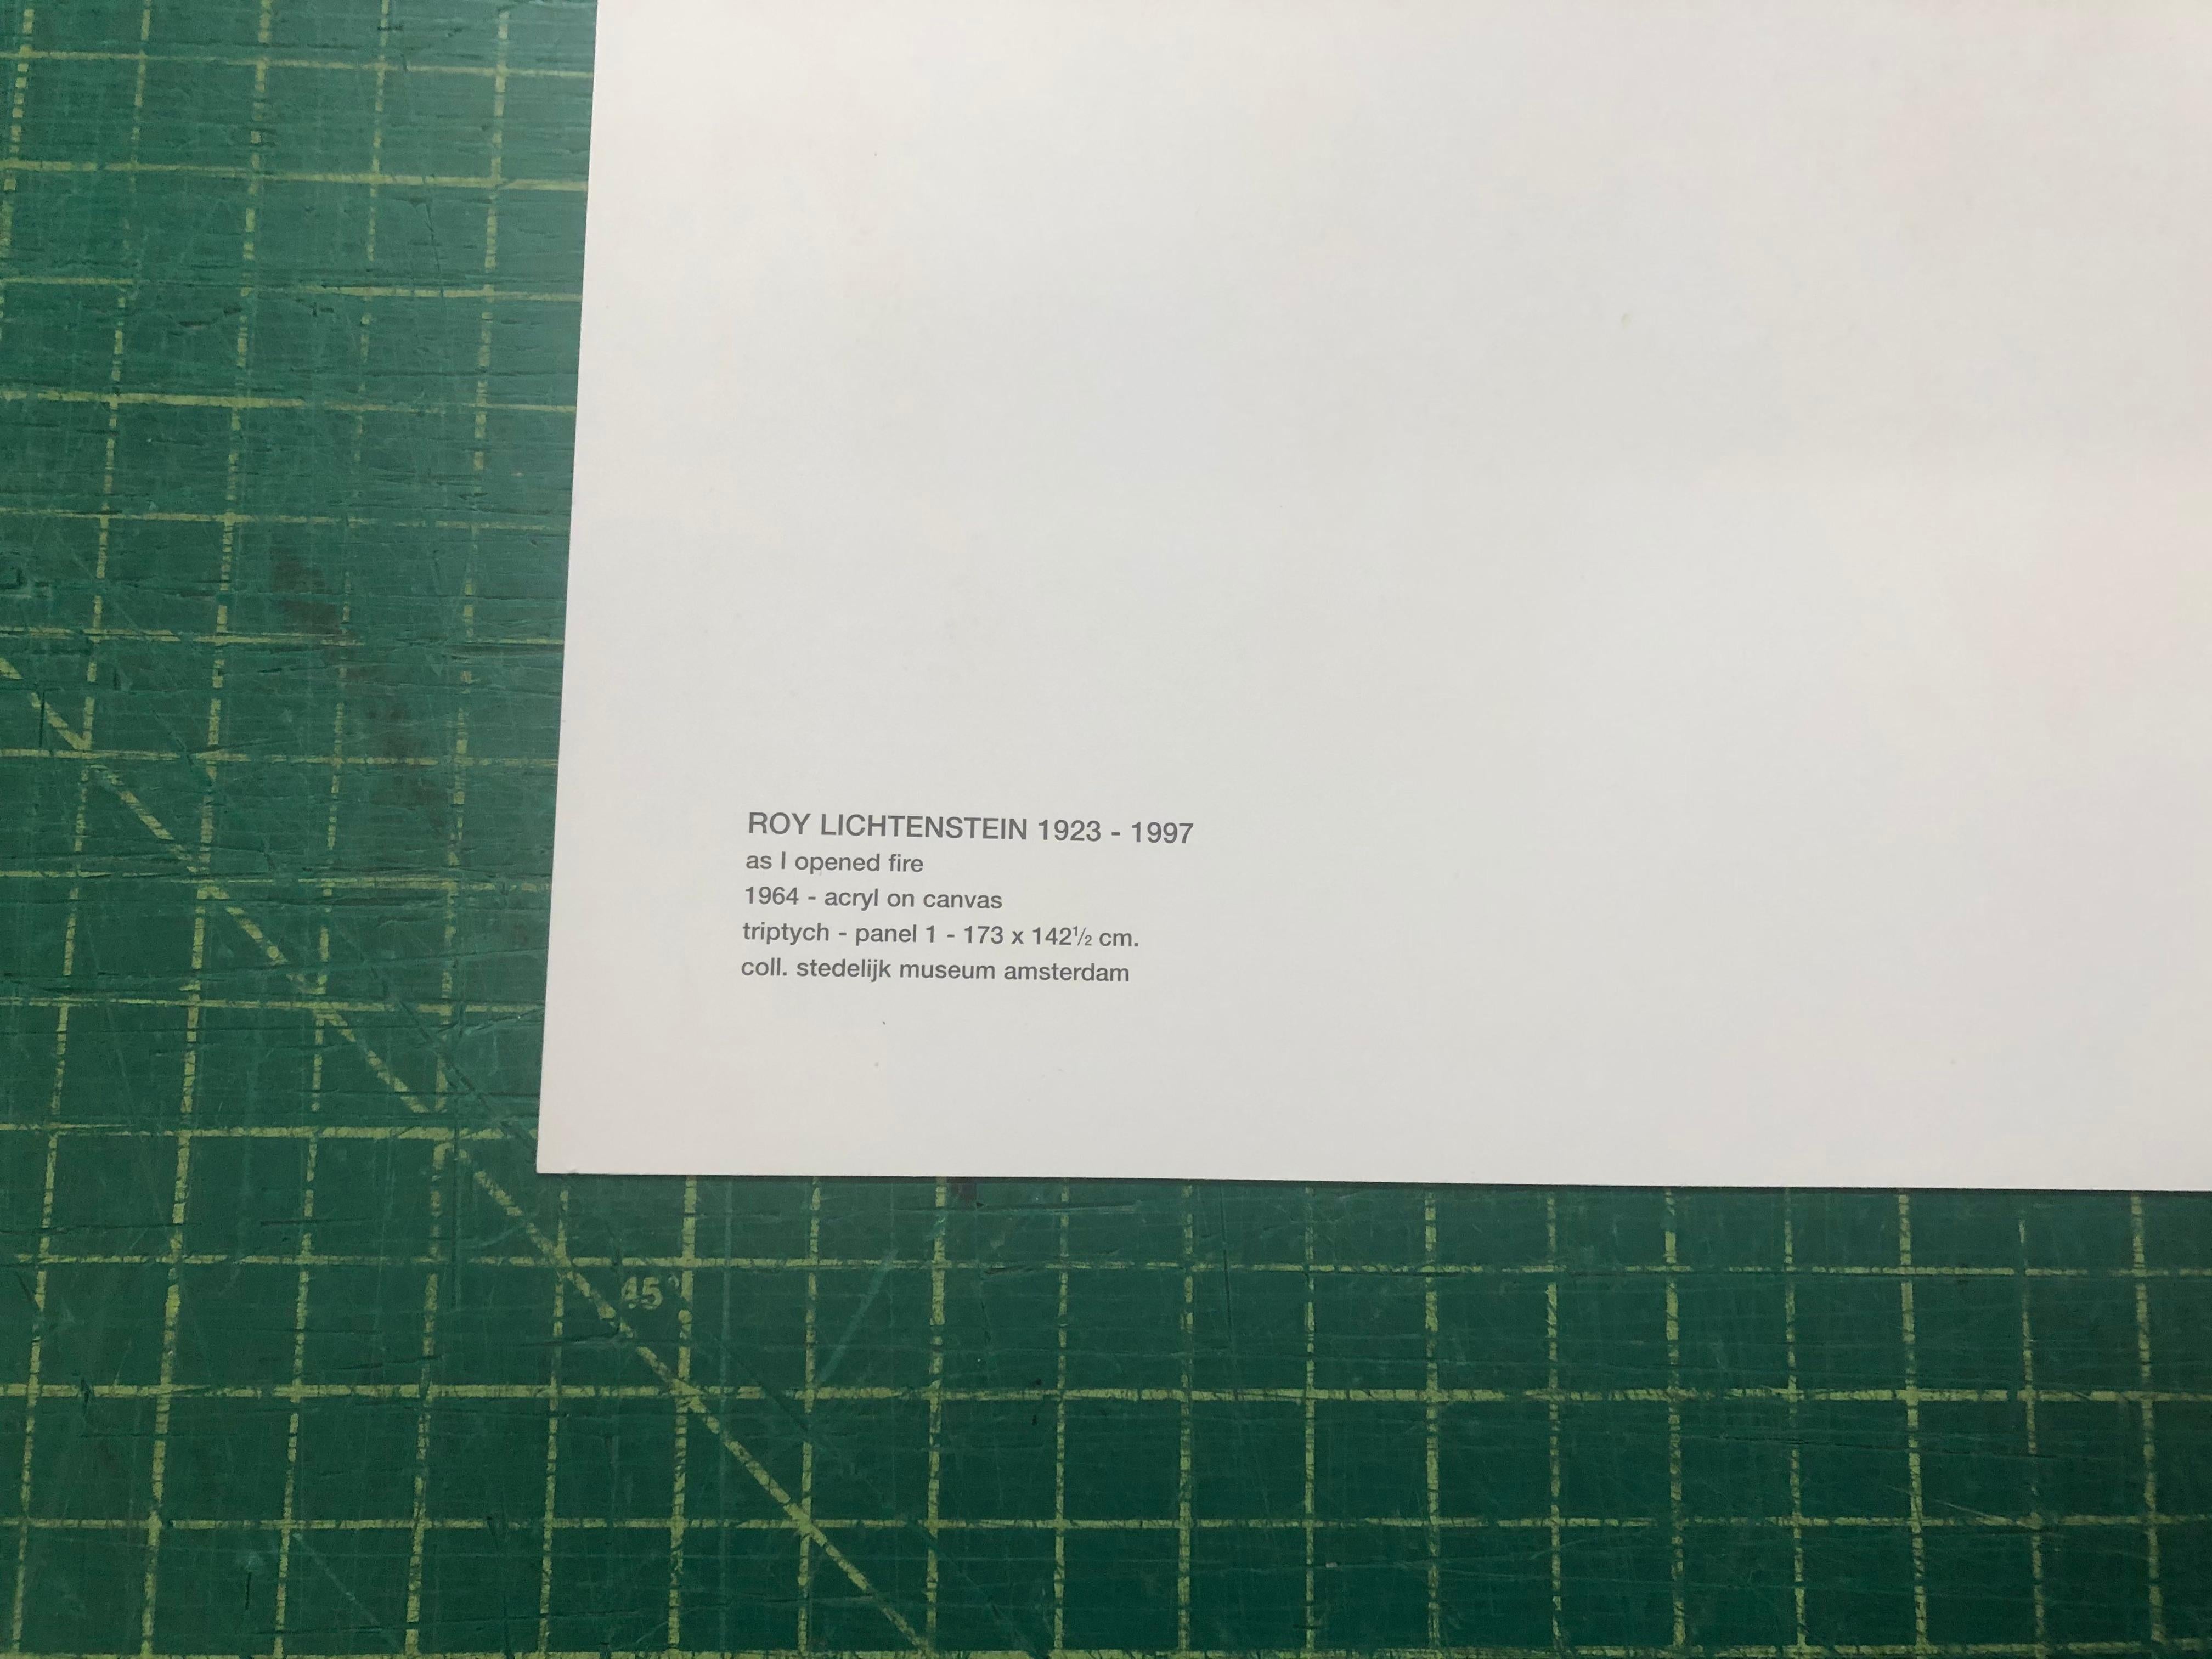 ROY LICHTENSTEIN 1923 - 1997
as I opened fire
1964 - acryl on canvas
triptych - panel 1 - 173 x 142½ cm.
coll. stedelijk museum amsterdam
45°